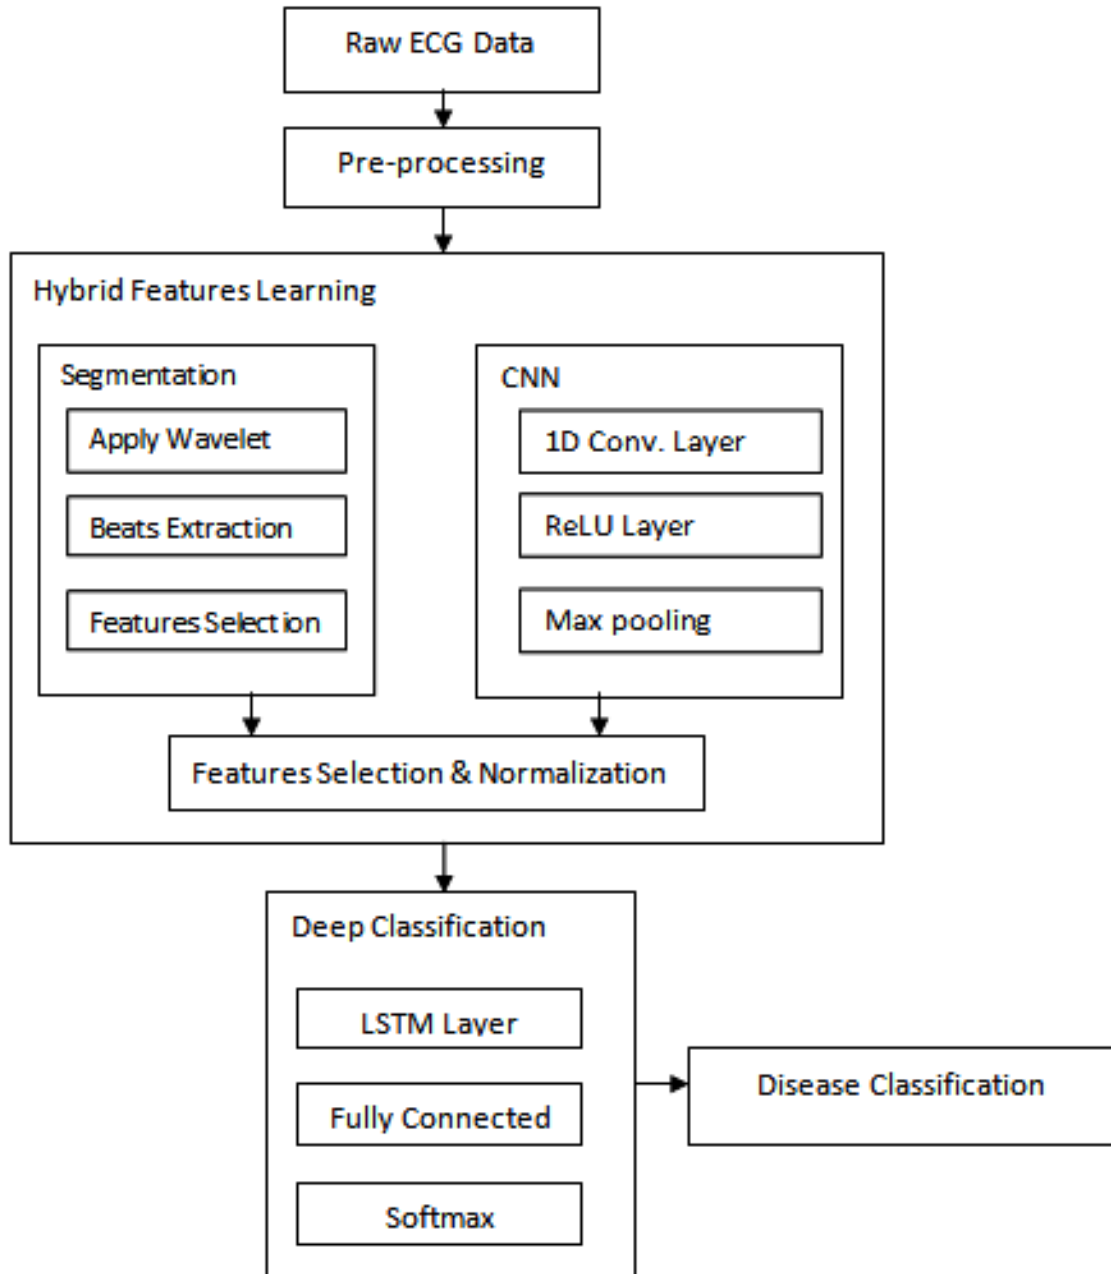 Raw ECG Data
Pre-processing
Hybrid Features Learning
Segmentation
Apply Wavelet
Beats Extraction
Features Selection
CNN
1D Conv. Layer
ReLU Layer
Max pooling
Features Selection & Normalization
Deep Classification
LSTM Layer
Fully Connected
Softmax
Disease Classification